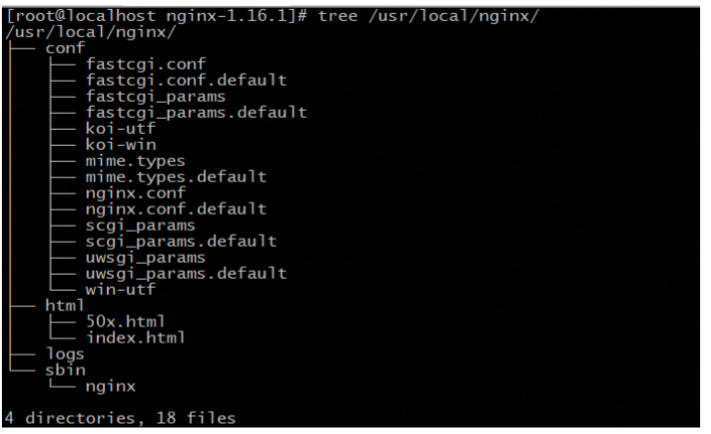 [root@localhost nginx-1.16.1]# tree /usr/local/nginx/
/usr/local/nginx/
├── conf
│   ├── fastcgi.conf
│   ├── fastcgi.conf.default
│   ├── fastcgi_params
│   ├── fastcgi_params.default
│   ├── koi-utf
│   ├── koi-win
│   ├── mime.types
│   ├── mime.types.default
│   ├── nginx.conf
│   ├── nginx.conf.default
│   ├── scgi_params
│   ├── scgi_params.default
│   ├── uwsgi_params
│   ├── uwsgi_params.default
│   └── win-utf
├── html
│   ├── 50x.html
│   └── index.html
├── logs
└── sbin
    └── nginx
4 directories, 18 files